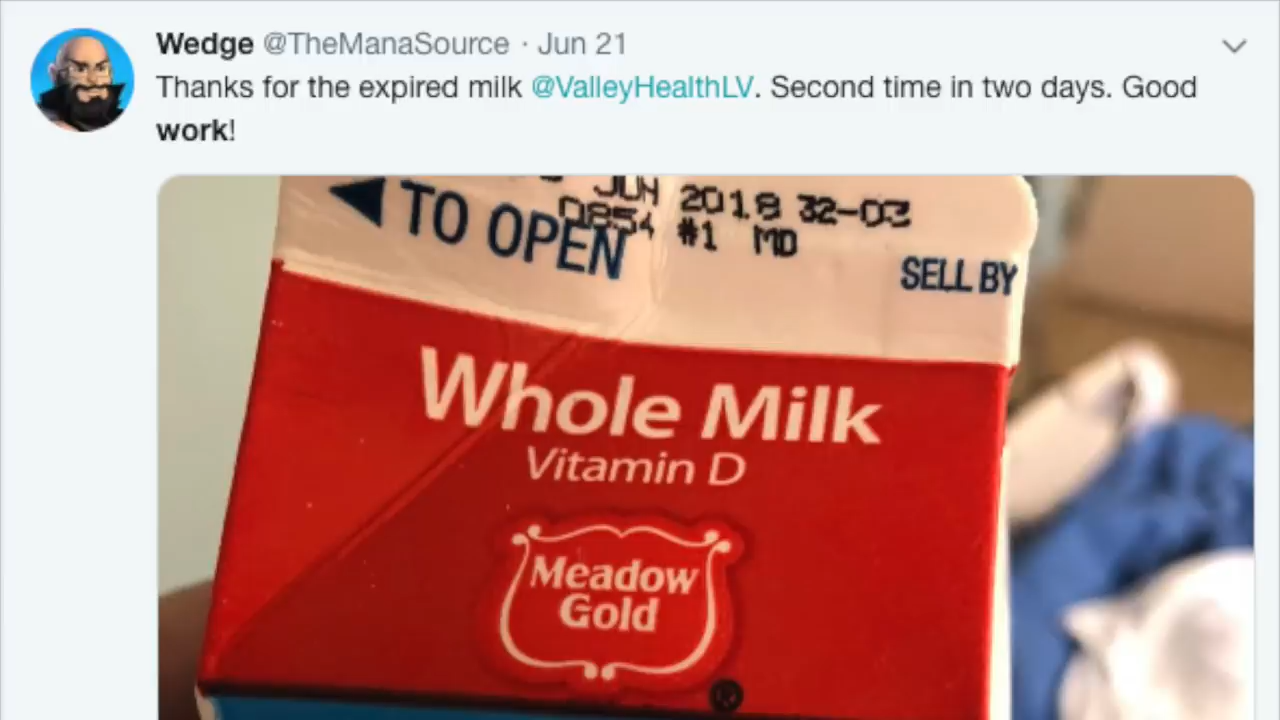 Wedge @TheManaSource · Jun 21
Thanks for the expired milk @ValleyHealthLV. Second time in two days. Good
work!
JUN 2018 32-03
0854 #1 MD
TO OPEN
SELL BY
Whole Milk
Vitamin D
Meadow
Gold
®